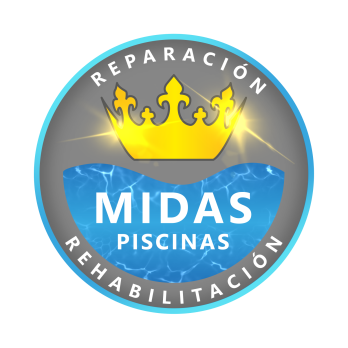 REPARACIÓN
MIDAS
PISCINAS
REHABILITACIÓN